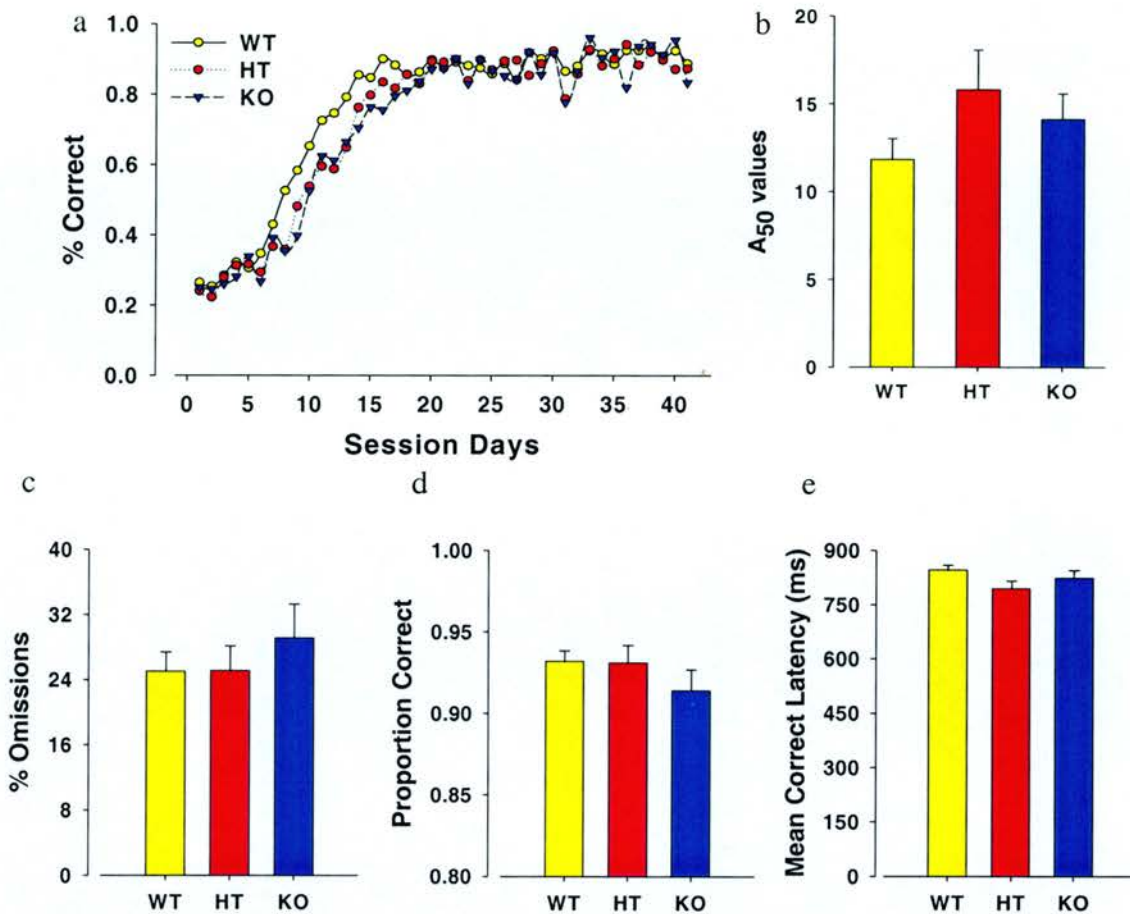 a
WT
HT
KO
1.0
0.8
0.6
0.4
0.2
0.0
% Correct
0 5 10 15 20 25 30 35 40
Session Days
b
20
15
10
5
0
A50 values
WT HT KO
c
40
32
24
16
8
0
% Omissions
WT HT KO
d
1.00
0.95
0.90
0.85
0.80
Proportion Correct
WT HT KO
e
900
750
600
450
300
150
0
Mean Correct Latency (ms)
WT HT KO